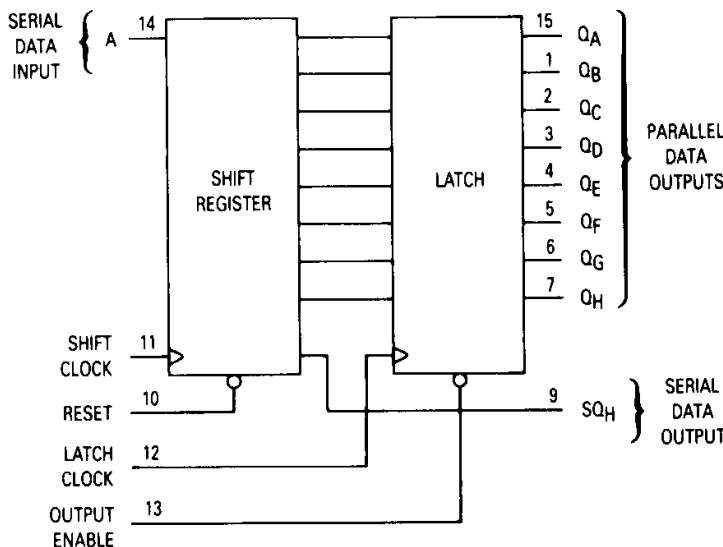 SERIAL
DATA
INPUT
A
14
SHIFT
REGISTER
LATCH
15
QA
1
QB
2
QC
3
QD
4
QE
5
QF
6
QG
7
QH
PARALLEL
DATA
OUTPUTS
SHIFT
CLOCK
11
RESET
10
LATCH
CLOCK
12
OUTPUT
ENABLE
13
9
SQH
SERIAL
DATA
OUTPUT